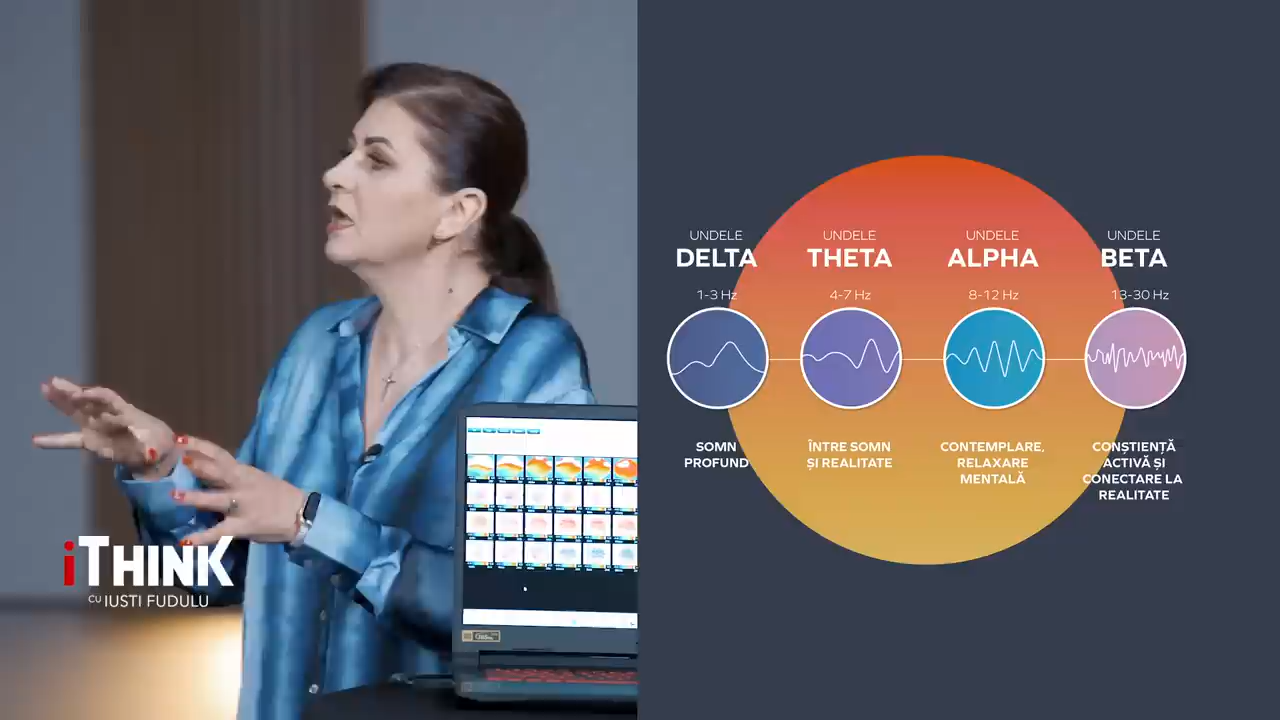 iTHINK
CU IUSTI FUDULU
UNDELE
DELTA
1-3 Hz
SOMN
PROFUND
UNDELE
THETA
4-7 Hz
ÎNTRE SOMN
ȘI REALITATE
UNDELE
ALPHA
8-12 Hz
CONTEMPLARE,
RELAXARE
MENTALĂ
UNDELE
BETA
13-30 Hz
CONȘTIENȚĂ
ACTIVĂ ȘI
CONECTARE LA
REALITATE